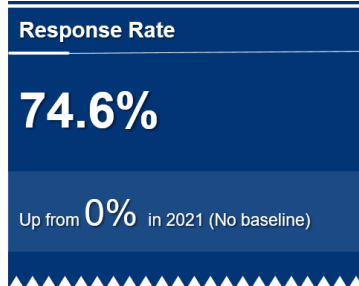 Response Rate
74.6%
Up from 0% in 2021 (No baseline)